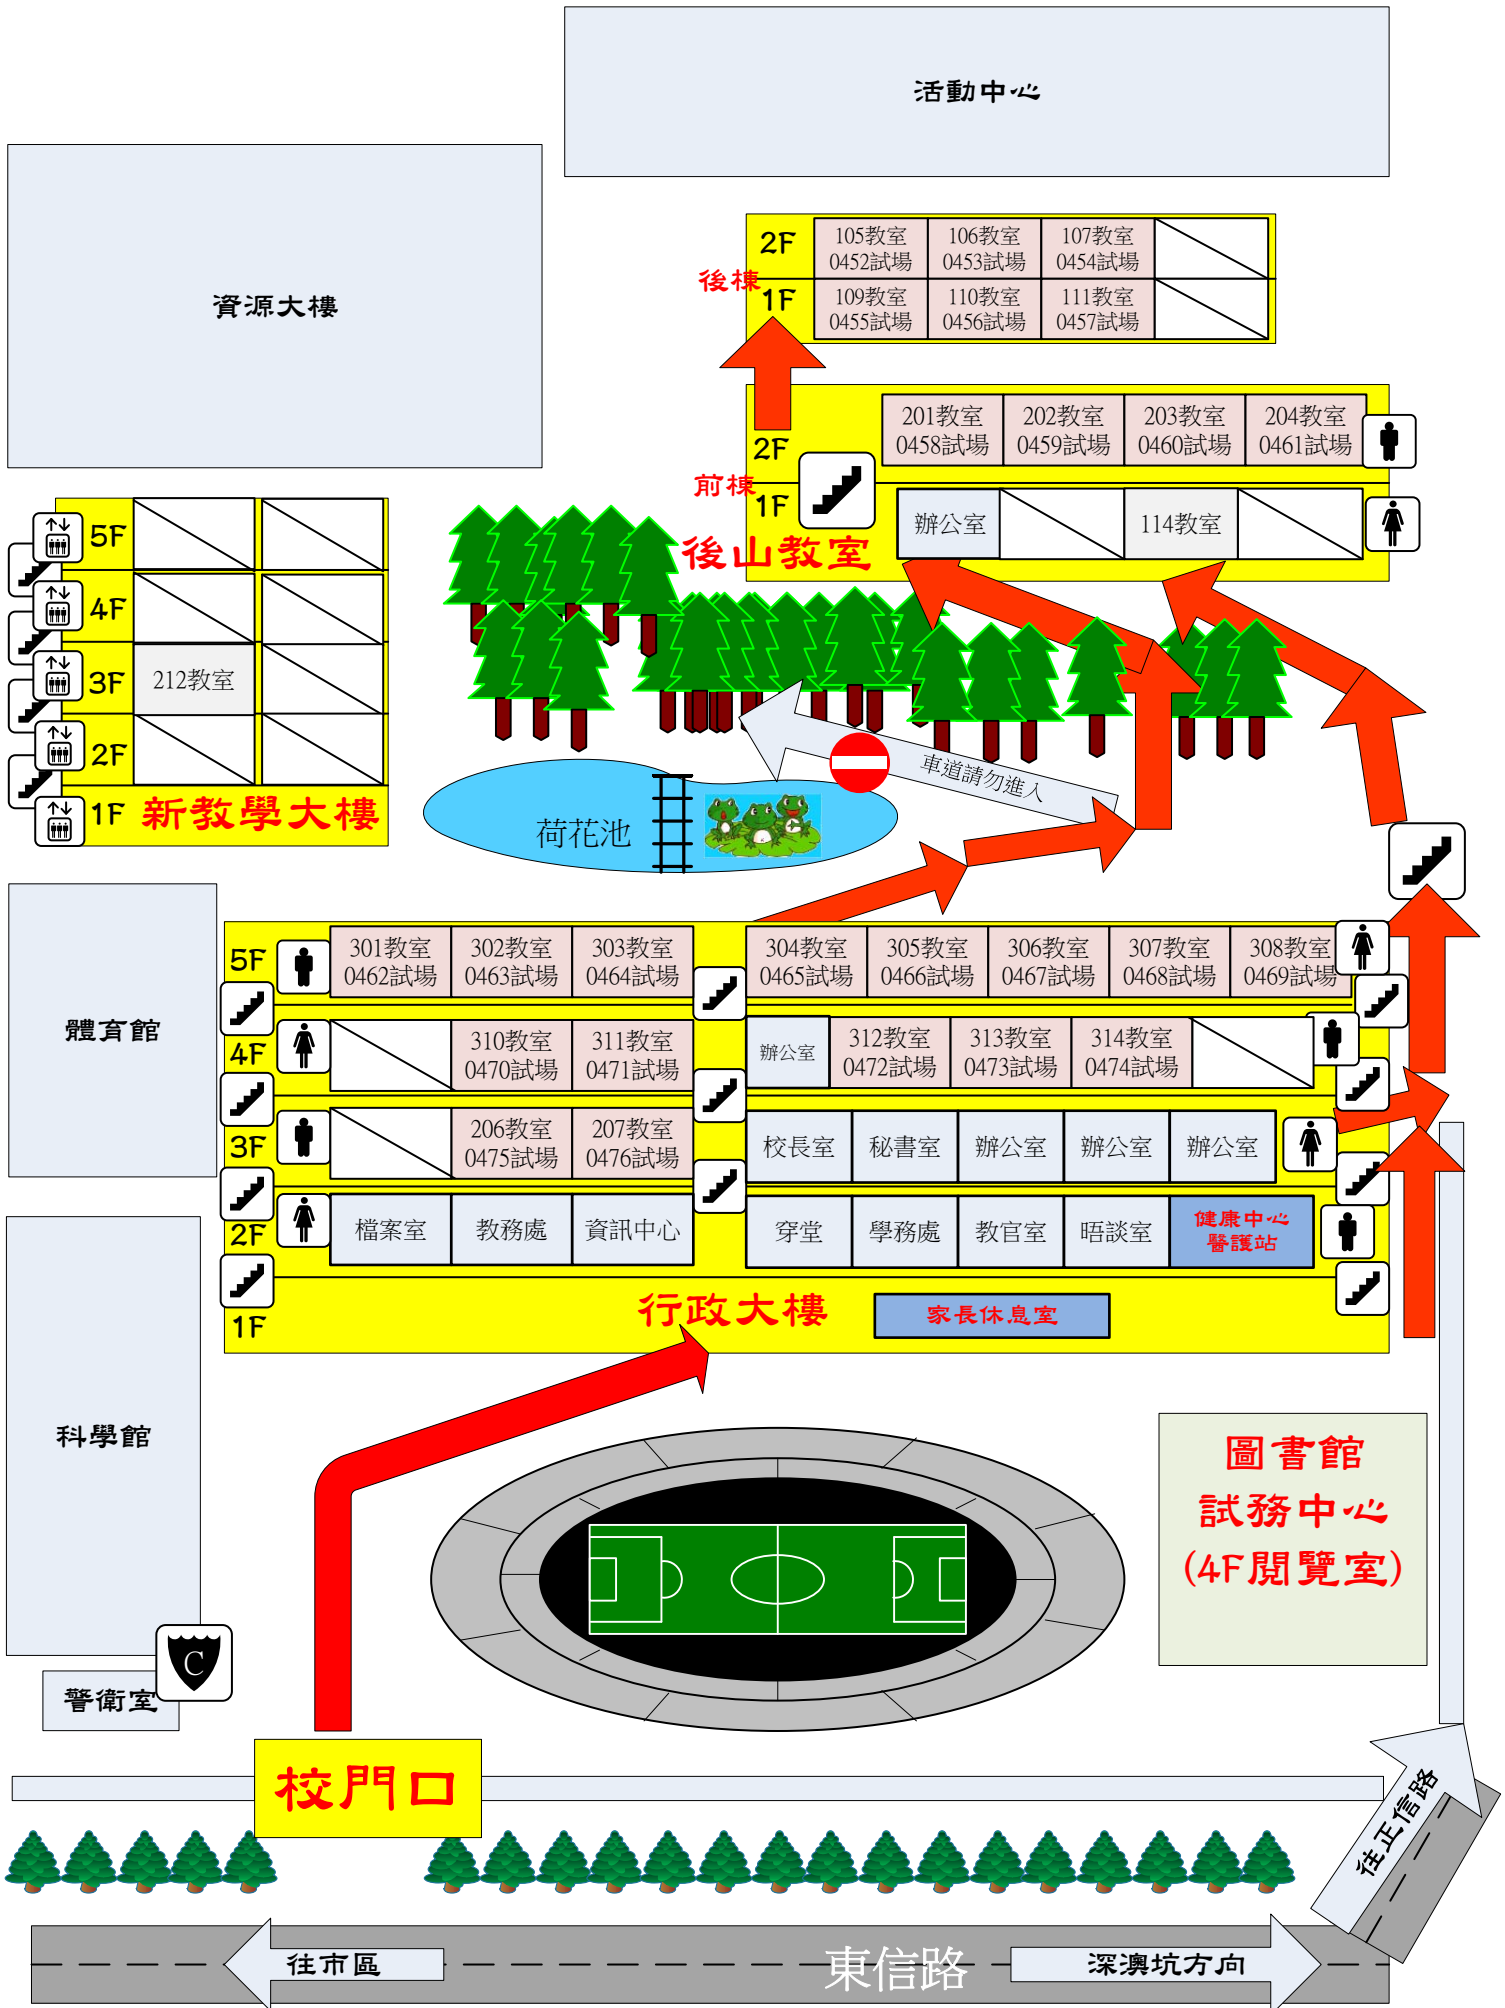 活動中心
資源大樓
2F
105教室
0452試場
106教室
0453試場
107教室
0454試場
後棟
1F
109教室
0455試場
110教室
0456試場
111教室
0457試場
2F
201教室
0458試場
202教室
0459試場
203教室
0460試場
204教室
0461試場
前棟
1F
辦公室
114教室
後山教室
5F
4F
3F
212教室
2F
1F
新教學大樓
車道請勿進入
荷花池
體育館
5F
301教室
0462試場
302教室
0463試場
303教室
0464試場
304教室
0465試場
305教室
0466試場
306教室
0467試場
307教室
0468試場
308教室
0469試場
4F
310教室
0470試場
311教室
0471試場
辦公室
312教室
0472試場
313教室
0473試場
314教室
0474試場
3F
206教室
0475試場
207教室
0476試場
校長室
秘書室
辦公室
辦公室
辦公室
2F
檔案室
教務處
資訊中心
穿堂
學務處
教官室
晤談室
健康中心
醫護站
1F
行政大樓
家長休息室
科學館
圖書館
試務中心
(4F閱覽室)
C
警衛室
校門口
往正信路
往市區
東信路
深澳坑方向